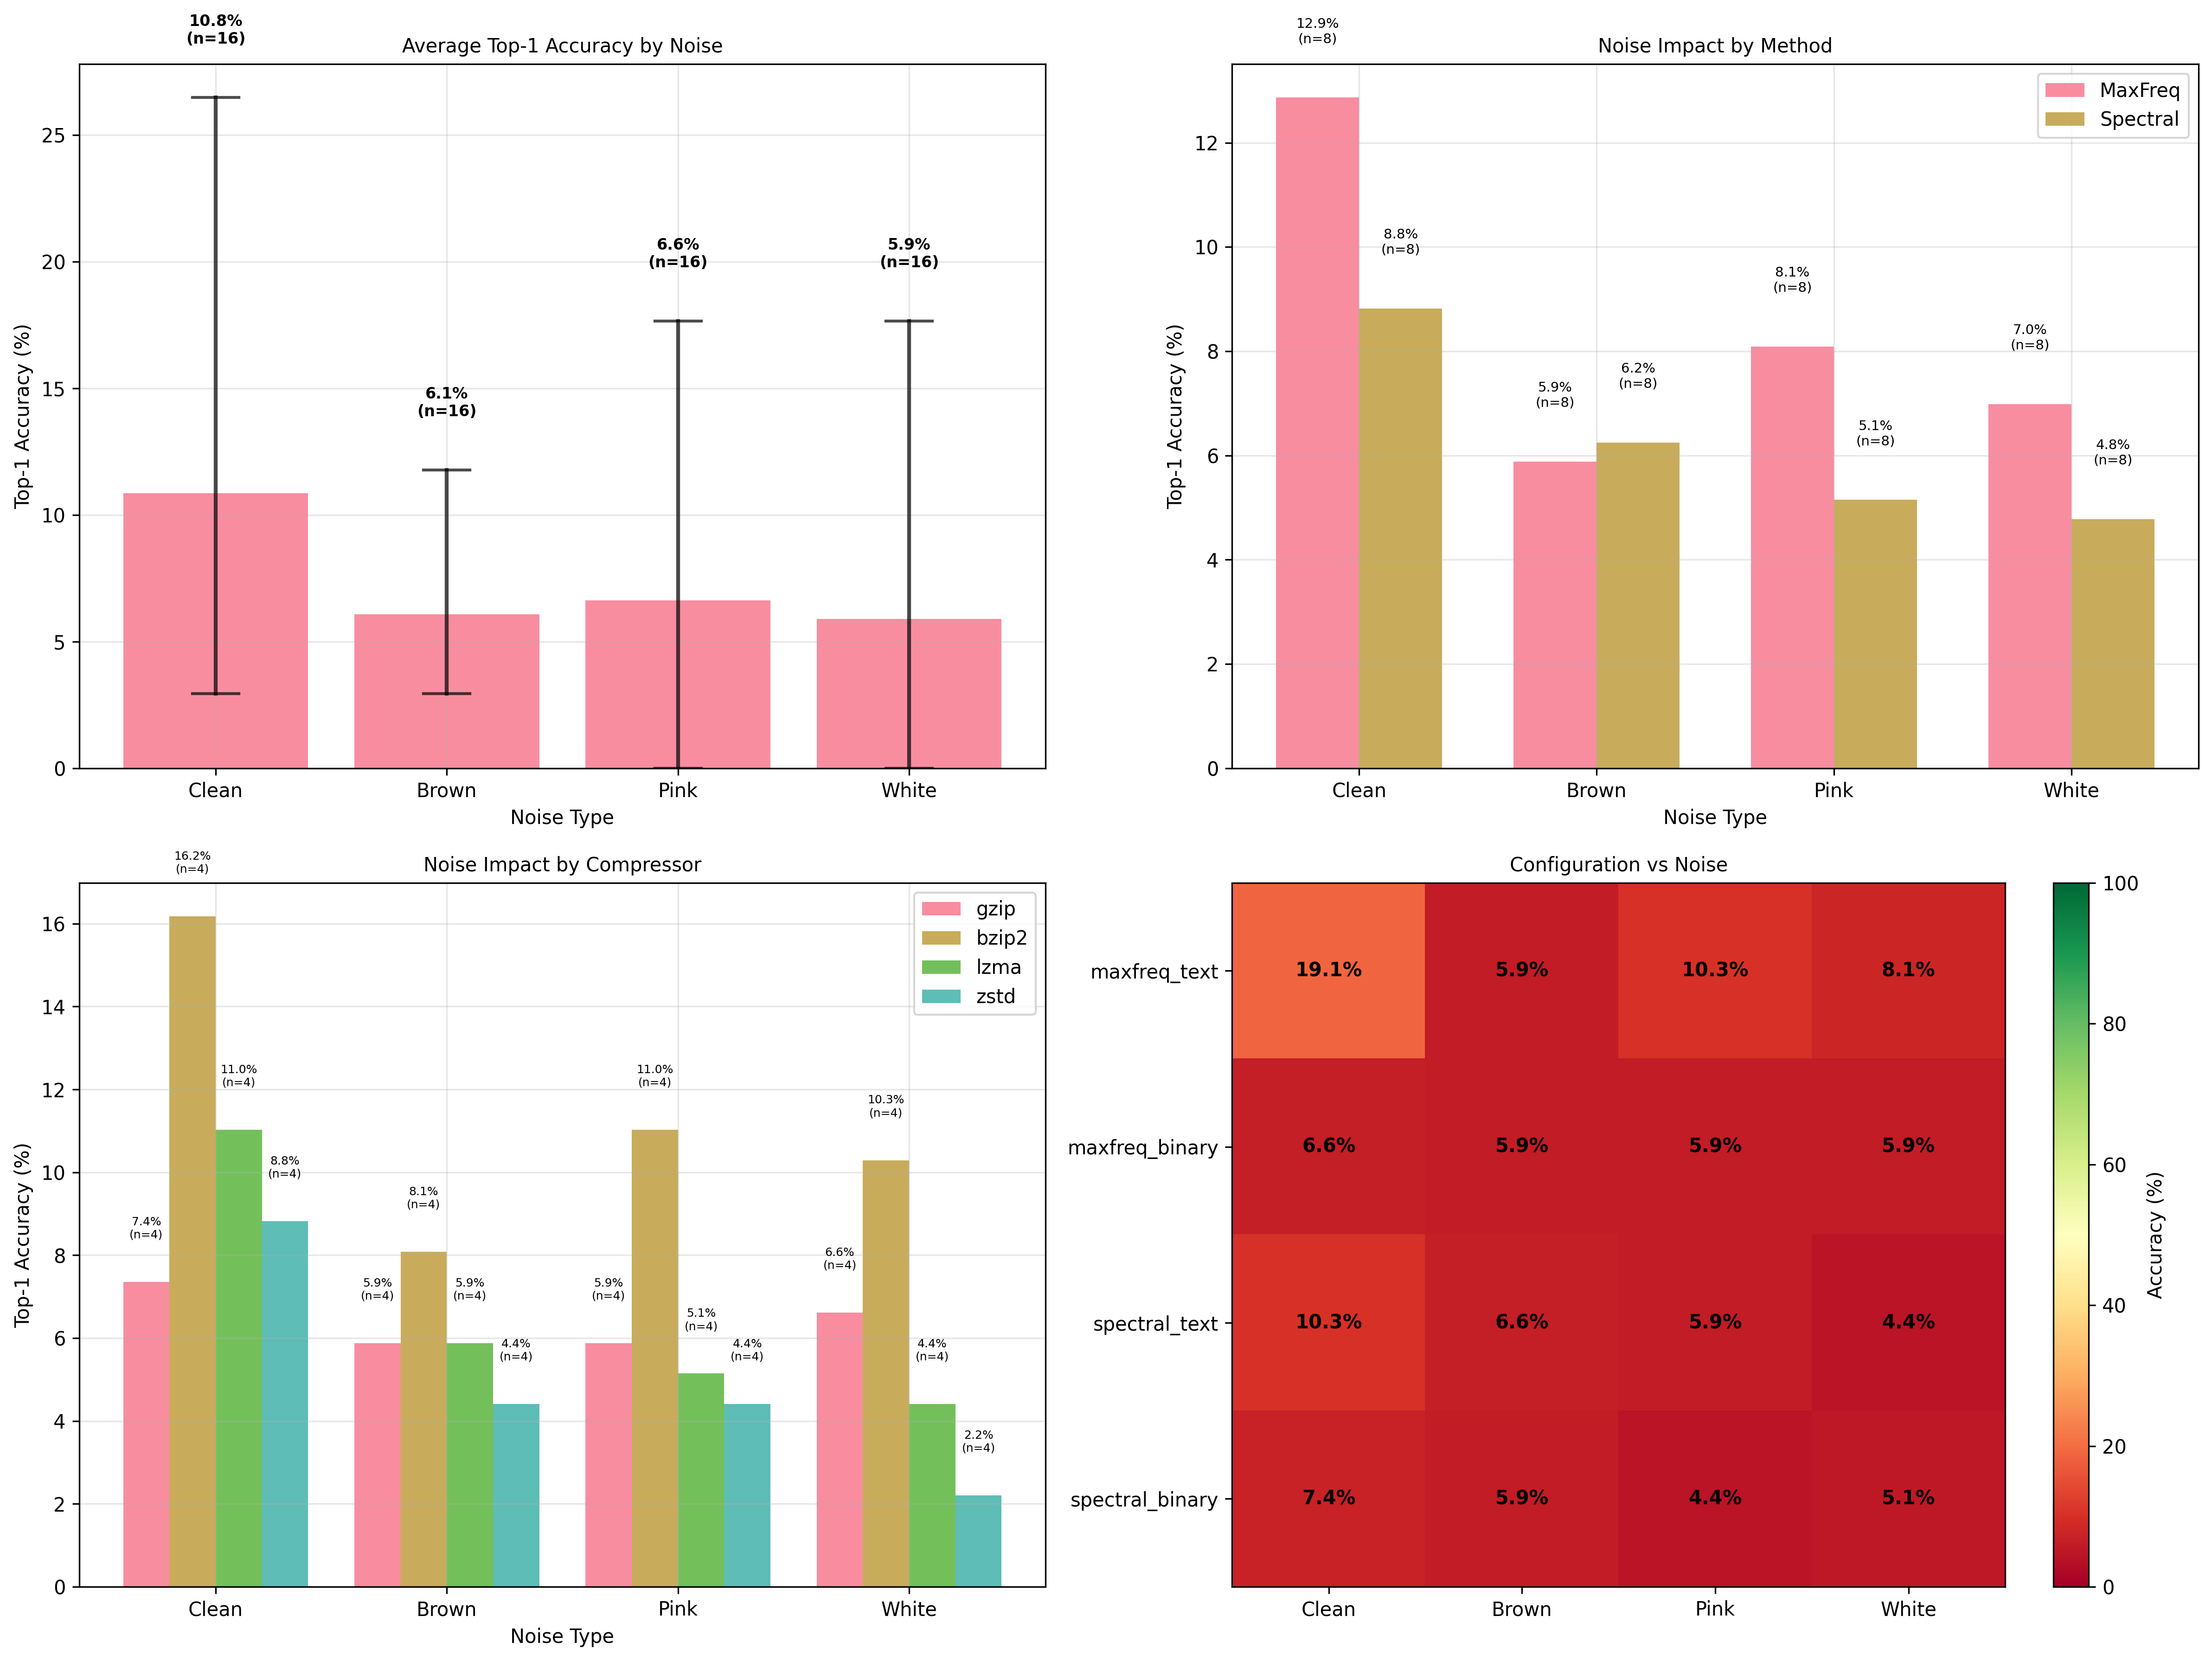 10.8%
(n=16)
Average Top-1 Accuracy by Noise
25
20
15
10
5
0
Top-1 Accuracy (%)
6.1%
(n=16)
6.6%
(n=16)
5.9%
(n=16)
Clean
Brown
Pink
White
Noise Type
12.9%
(n=8)
Noise Impact by Method
MaxFreq
Spectral
12
10
8
6
4
2
0
Top-1 Accuracy (%)
8.8%
(n=8)
5.9%
(n=8)
6.2%
(n=8)
8.1%
(n=8)
5.1%
(n=8)
7.0%
(n=8)
4.8%
(n=8)
Clean
Brown
Pink
White
Noise Type
16.2%
(n=4)
Noise Impact by Compressor
gzip
bzip2
lzma
zstd
16
14
12
10
8
6
4
2
0
Top-1 Accuracy (%)
7.4%
(n=4)
11.0%
(n=4)
8.8%
(n=4)
5.9%
(n=4)
8.1%
(n=4)
5.9%
(n=4)
4.4%
(n=4)
5.9%
(n=4)
11.0%
(n=4)
5.1%
(n=4)
4.4%
(n=4)
6.6%
(n=4)
10.3%
(n=4)
4.4%
(n=4)
2.2%
(n=4)
Clean
Brown
Pink
White
Noise Type
Configuration vs Noise
maxfreq_text 19.1% 5.9% 10.3% 8.1%
maxfreq_binary 6.6% 5.9% 5.9% 5.9%
spectral_text 10.3% 6.6% 5.9% 4.4%
spectral_binary 7.4% 5.9% 4.4% 5.1%
Clean
Brown
Pink
White
100
80
60
40
20
0
Accuracy (%)